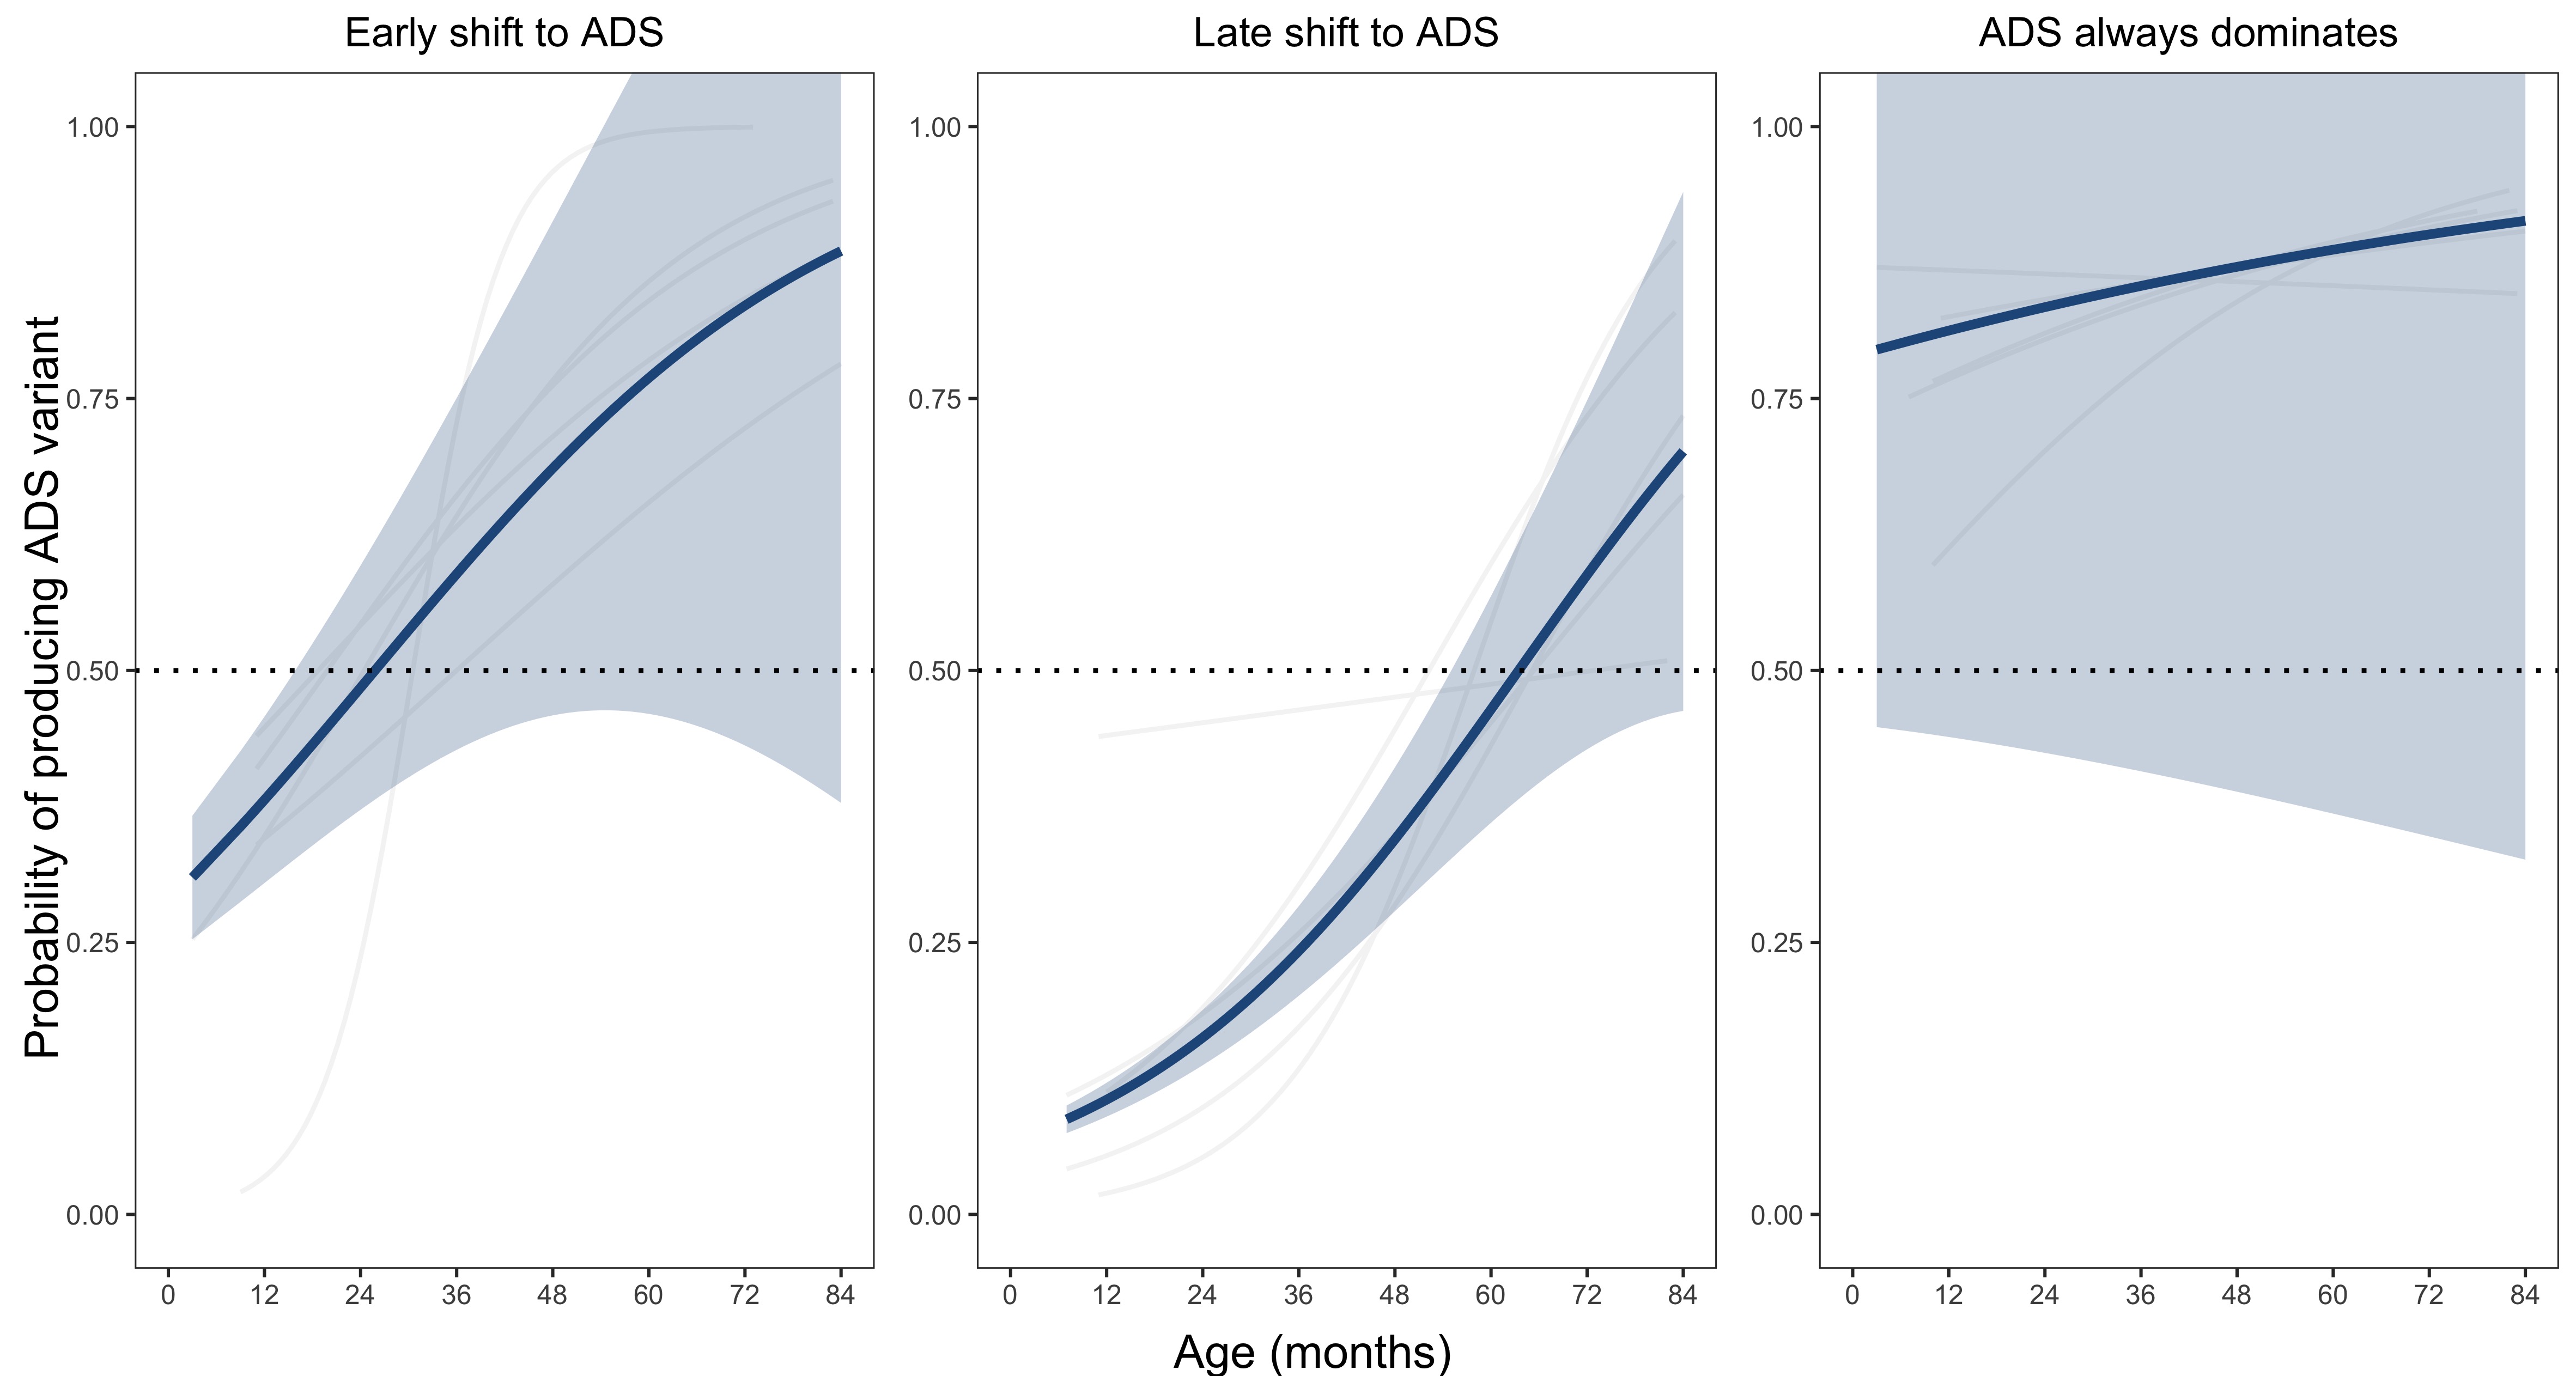 Early shift to ADS
Late shift to ADS
ADS always dominates
Probability of producing ADS variant
1.00
0.75
0.50
0.25
0.00
0 12 24 36 48 60 72 84
1.00
0.75
0.50
0.25
0.00
0 12 24 36 48 60 72 84
1.00
0.75
0.50
0.25
0.00
0 12 24 36 48 60 72 84
Age (months)